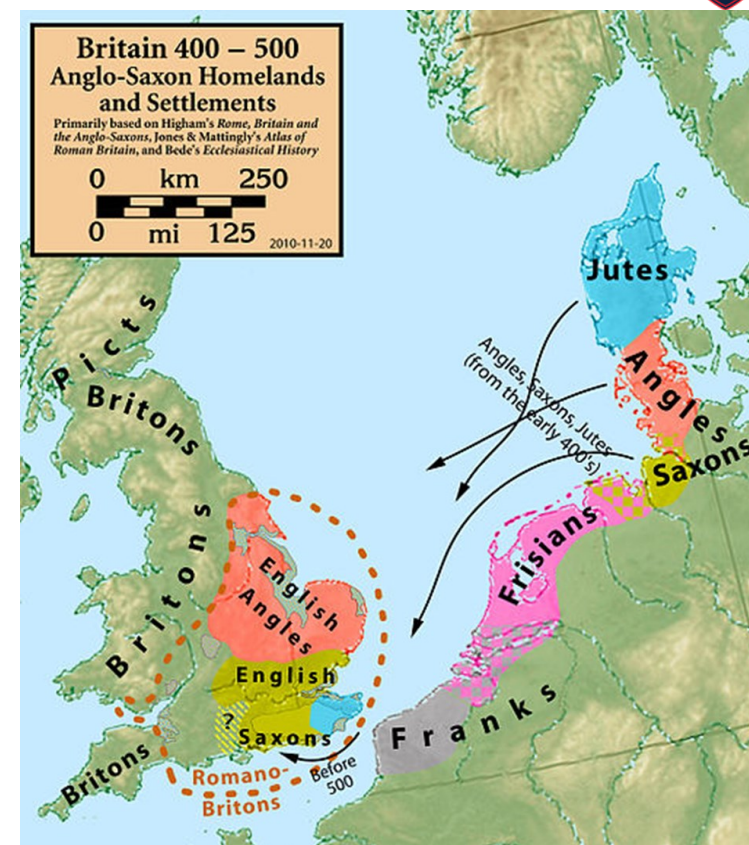 Britain 400 – 500
Anglo-Saxon Homelands
and Settlements
Primarily based on Higham's Rome, Britain and
the Anglo-Saxons, Jones & Mattingly's Atlas of
Roman Britain, and Bede's Ecclesiastical History
0 km 250
0 mi 125
2010-11-20
Jutes
Picts
Angles, Saxons, Jutes
(from the early 400's)
Angles
Britons
Saxons
Frisians
Britons
English
Angles
English
?
Saxons
Franks
Britons
Before
500
Romano-
Britons